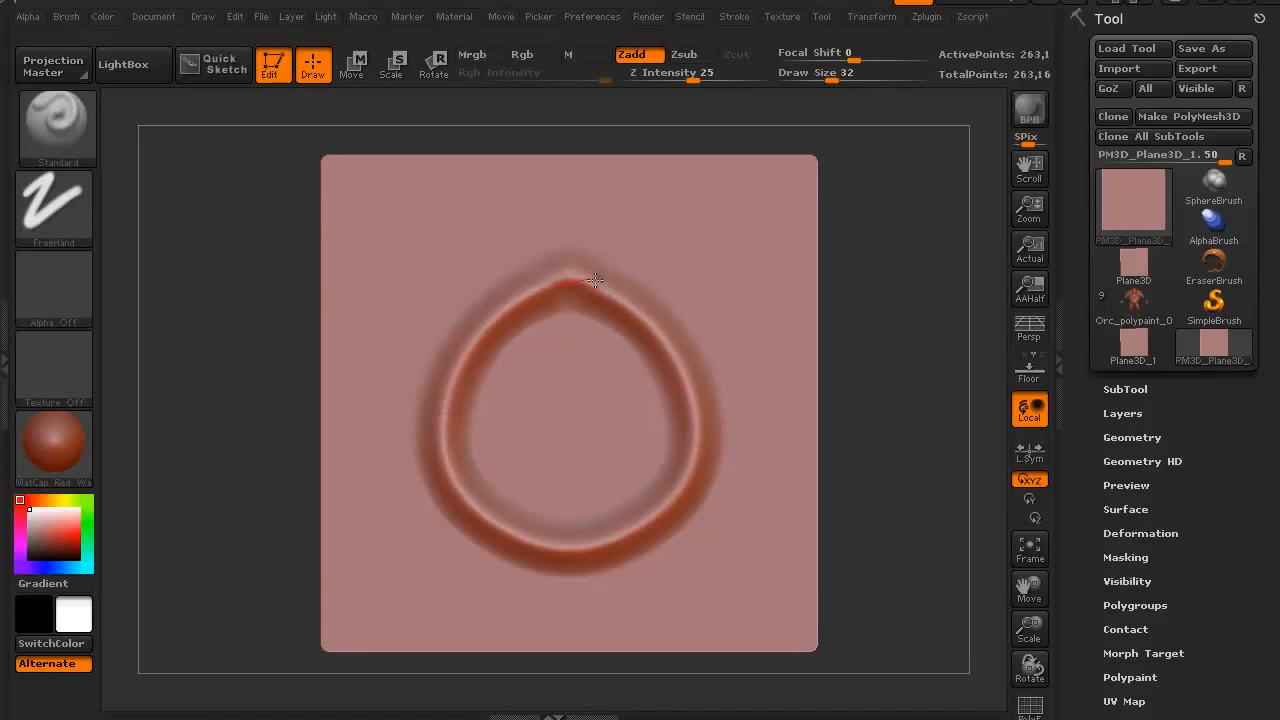 Alpha Brush Color Document Draw Edit File Layer Light Macro Marker Material Movie Picker Preferences Render Stencil Stroke Texture Tool Transform Zplugin Zscript
Tool
Projection Master
LightBox
Quick Sketch
Edit
Draw
Move
Scale
Rotate
Mrgb Rgb M
Rgb Intensity
Zadd Zsub Zcut
Z Intensity 25
Focal Shift 0
Draw Size 32
ActivePoints: 263,1
TotalPoints: 263,16
Standard
FreeHand
Alpha Off
Texture Off
MatCap Red Wa
Gradient
SwitchColor
Alternate
BPR
SPix
Scroll
Zoom
Actual
AAHalf
Persp
Floor
Local
L.Sym
XYZ
Y
Z
Frame
Move
Scale
Rotate
Load Tool Save As
Import Export
GoZ All Visible R
Clone Make PolyMesh3D
Clone All SubTools
PM3D_Plane3D_1. 50 R
PM3D_Plane3D_
SphereBrush
AlphaBrush
Plane3D EraserBrush
9
Orc_polypaint_0 SimpleBrush
Plane3D_1 PM3D_Plane3D_
SubTool
Layers
Geometry
Geometry HD
Preview
Surface
Deformation
Masking
Visibility
Polygroups
Contact
Morph Target
Polypaint
UV Map